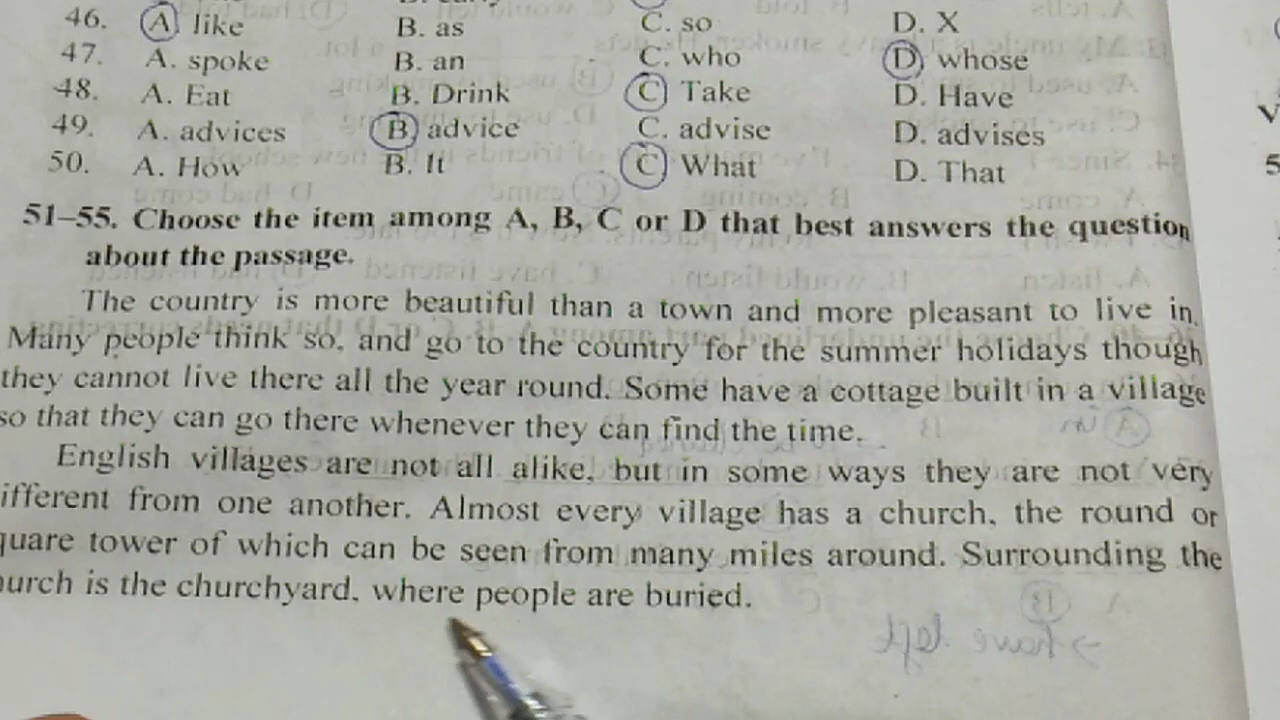 46. A. like B. as C. so D. X
47. A. spoke B. an C. who D. whose
48. A. Eat B. Drink C. Take D. Have
49. A. advices B. advice C. advise D. advises
50. A. How B. It C. What D. That
51–55. Choose the item among A, B, C or D that best answers the question
about the passage.
The country is more beautiful than a town and more pleasant to live in.
Many people think so, and go to the country for the summer holidays though
they cannot live there all the year round. Some have a cottage built in a village
so that they can go there whenever they can find the time.
English villages are not all alike, but in some ways they are not very
ifferent from one another. Almost every village has a church, the round or
quare tower of which can be seen from many miles around. Surrounding the
urch is the churchyard, where people are buried.